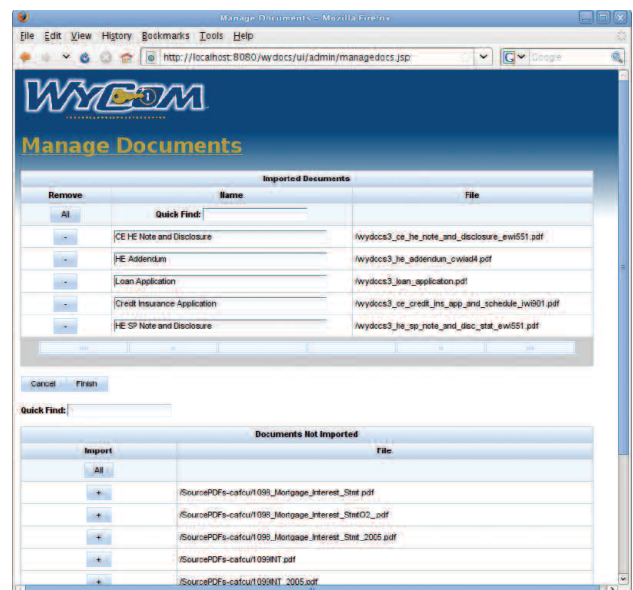 Manage Documents - Mozilla Firefox
File Edit View History Bookmarks Tools Help
http://localhost:8080/wydocs/ui/admin/managedocs.jsp
Google
WYCOM
Manage Documents
Imported Documents
Remove Name File
All Quick Find:
- CE HE Note and Disclosure /wydocs3_ce_he_note_and_disclosure_ewi551.pdf
- HE Addendum /wydocs3_he_addendum_cwiad4.pdf
- Loan Application /wydocs3_loan_application.pdf
- Credit Insurance Application /wydocs3_ce_credit_ins_app_and_schedule_iwi901.pdf
- HE SP Note and Disclosure /wydocs3_he_sp_note_and_disc_stat_ewi551.pdf
Cancel Finish
Quick Find:
Documents Not Imported
Import File
All
+ /SourcePDFs-cafcu/1098_Mortgage_Interest_Stmt.pdf
+ /SourcePDFs-cafcu/1098_Mortgage_Interest_StmtO2_.pdf
+ /SourcePDFs-cafcu/1098_Mortgage_Interest_Stmt_2005.pdf
+ /SourcePDFs-cafcu/1099INT.pdf
+ /SourcePDFs-cafcu/1099INT_2005.pdf